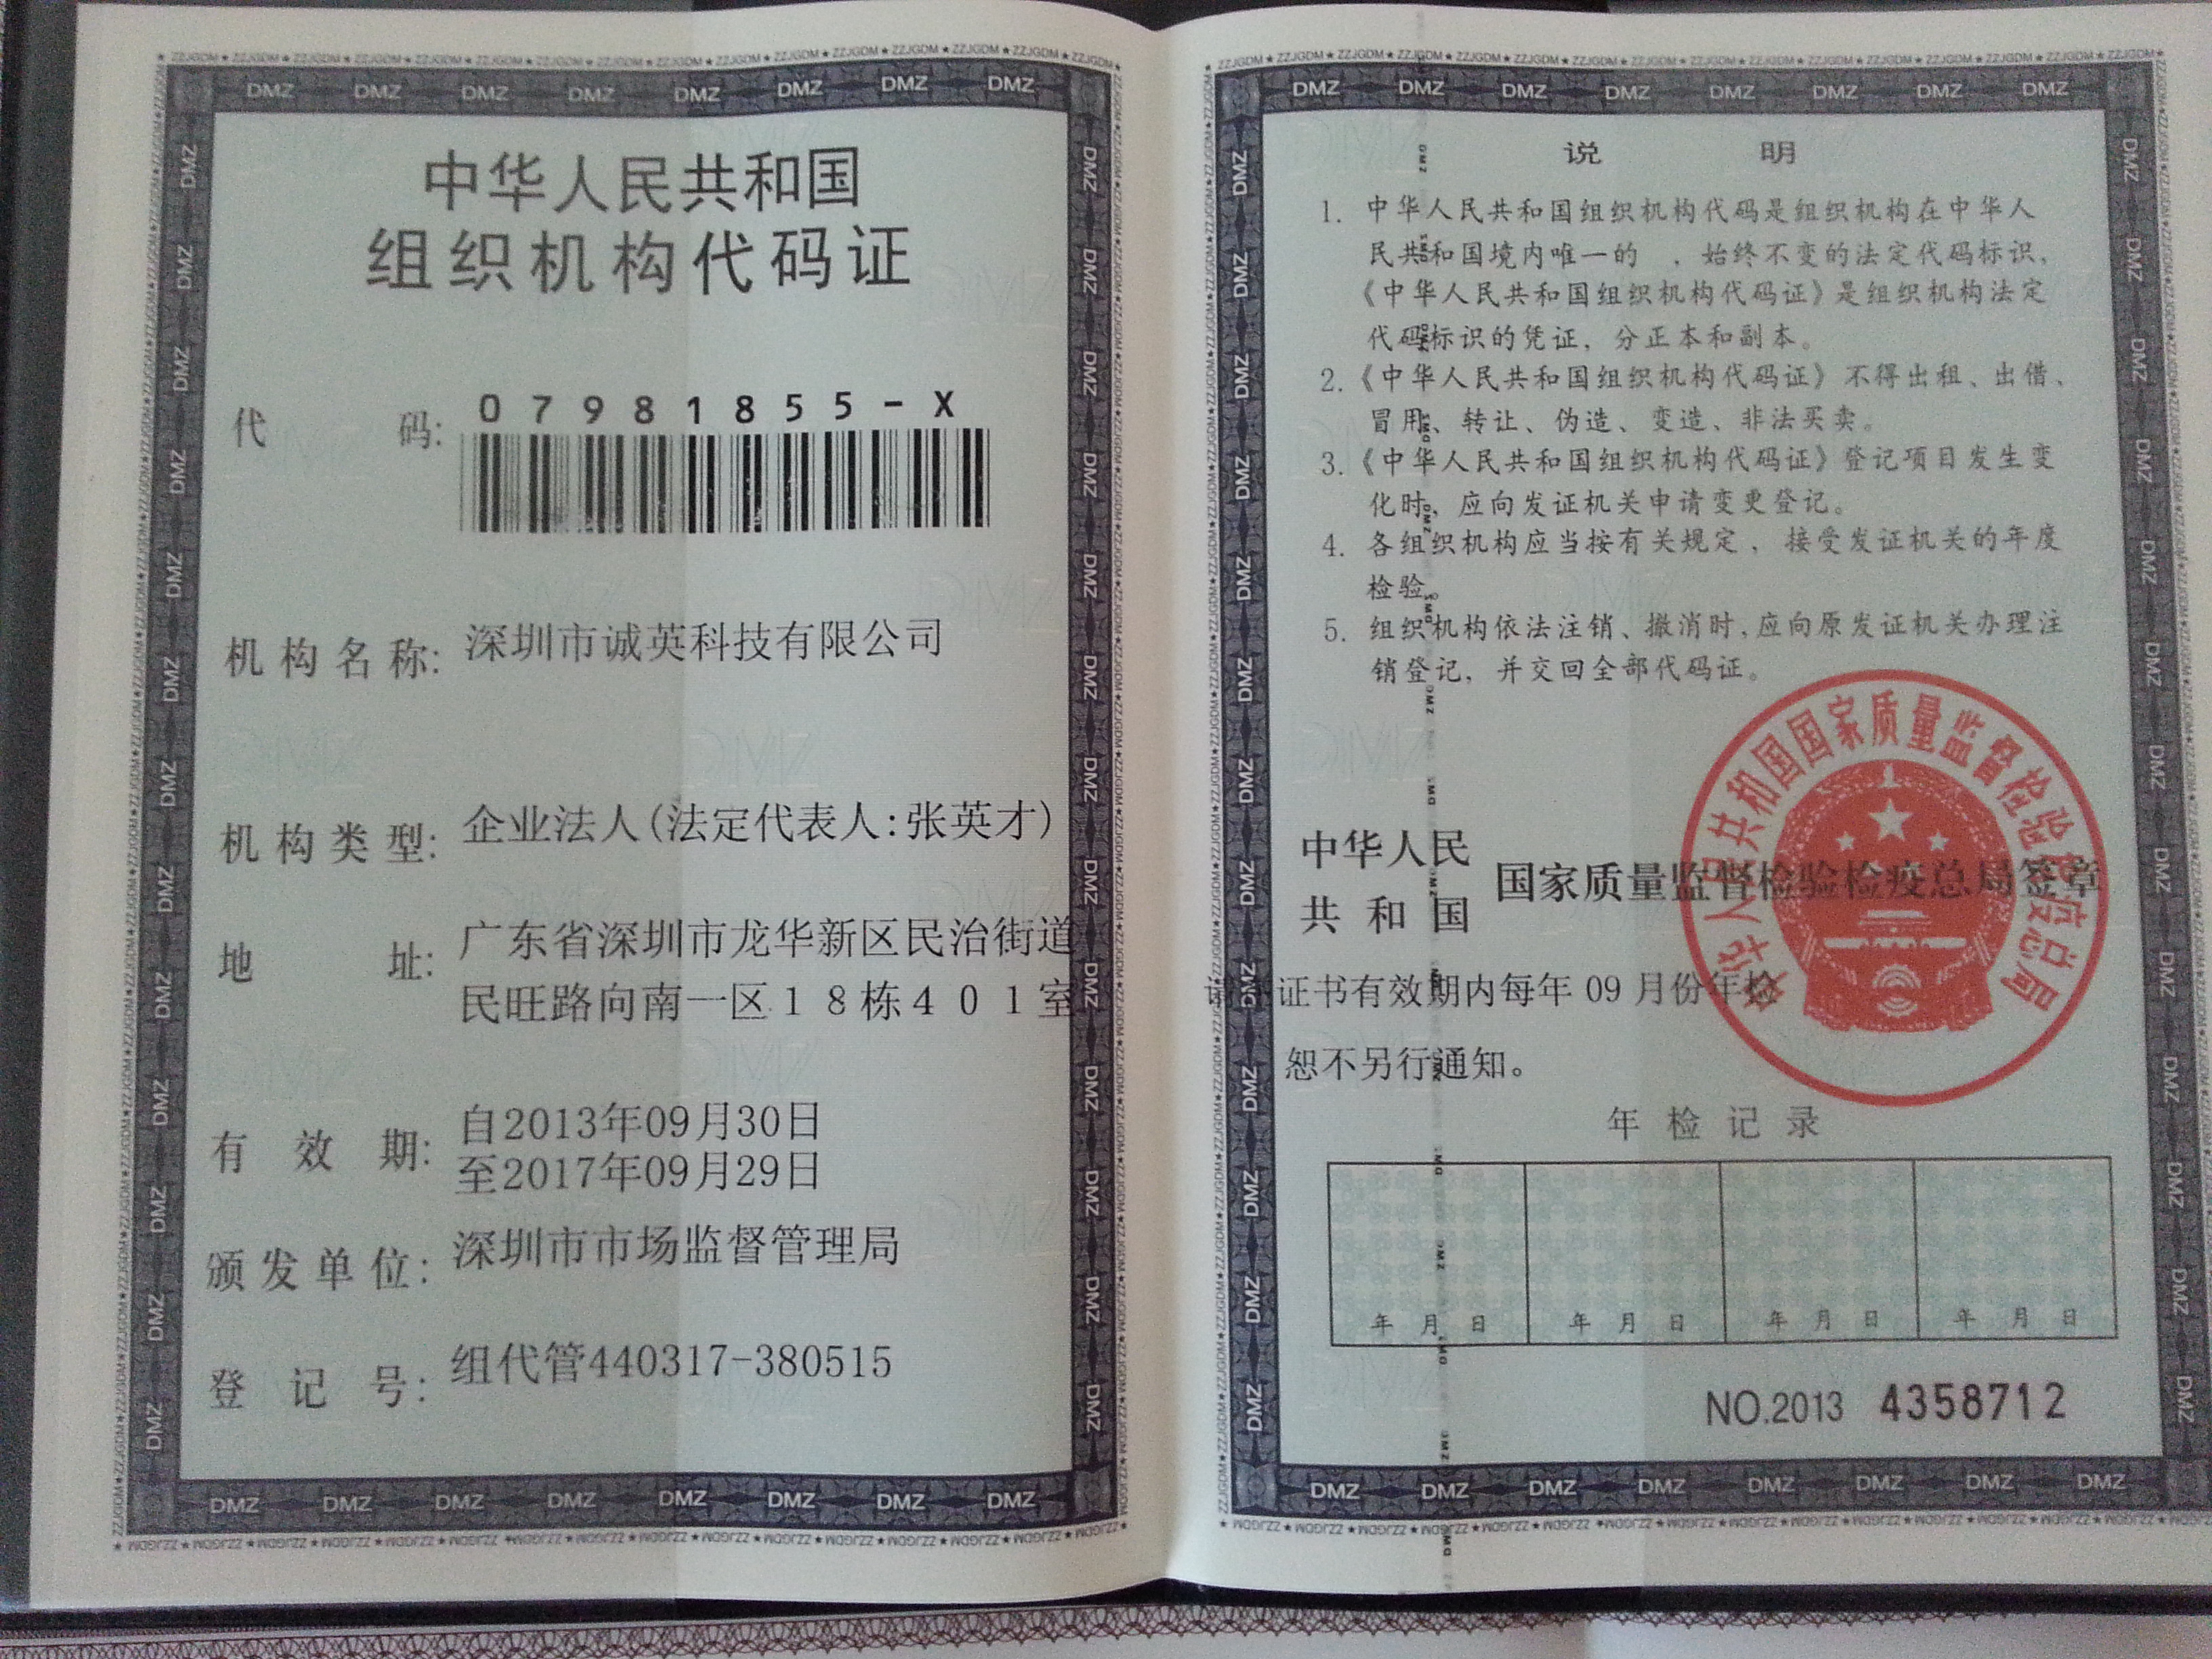 中华人民共和国
组织机构代码证
代 码: 07981855-X
机构名称: 深圳市诚英科技有限公司
机构类型: 企业法人(法定代表人:张英才)
地 址: 广东省深圳市龙华新区民治街道
民旺路向南一区18栋401室
有 效 期: 自2013年09月30日
至2017年09月29日
颁发单位: 深圳市市场监督管理局
登 记 号: 组代管440317-380515
说 明
1. 中华人民共和国组织机构代码是组织机构在中华人
民共和国境内唯一的 、始终不变的法定代码标识,
《中华人民共和国组织机构代码证》是组织机构法定
代码标识的凭证, 分正本和副本。
2.《中华人民共和国组织机构代码证》不得出租、出借、
冒用、转让、伪造、变造、非法买卖。
3.《中华人民共和国组织机构代码证》登记项目发生变
化时, 应向发证机关申请变更登记。
4. 各组织机构应当按有关规定, 接受发证机关的年度
检验。
5. 组织机构依法注销、撤消时,应向原发证机关办理注
销登记, 并交回全部代码证。
中华人民
共和国 国家质量监督检验检疫总局签章
中华人民共和国国家质量监督检验检疫总局
证书有效期内每年 09 月份年检
恕不另行通知。
年检记录
年 月 日 年 月 日 年 月 日 年 月 日
NO.2013 4358712